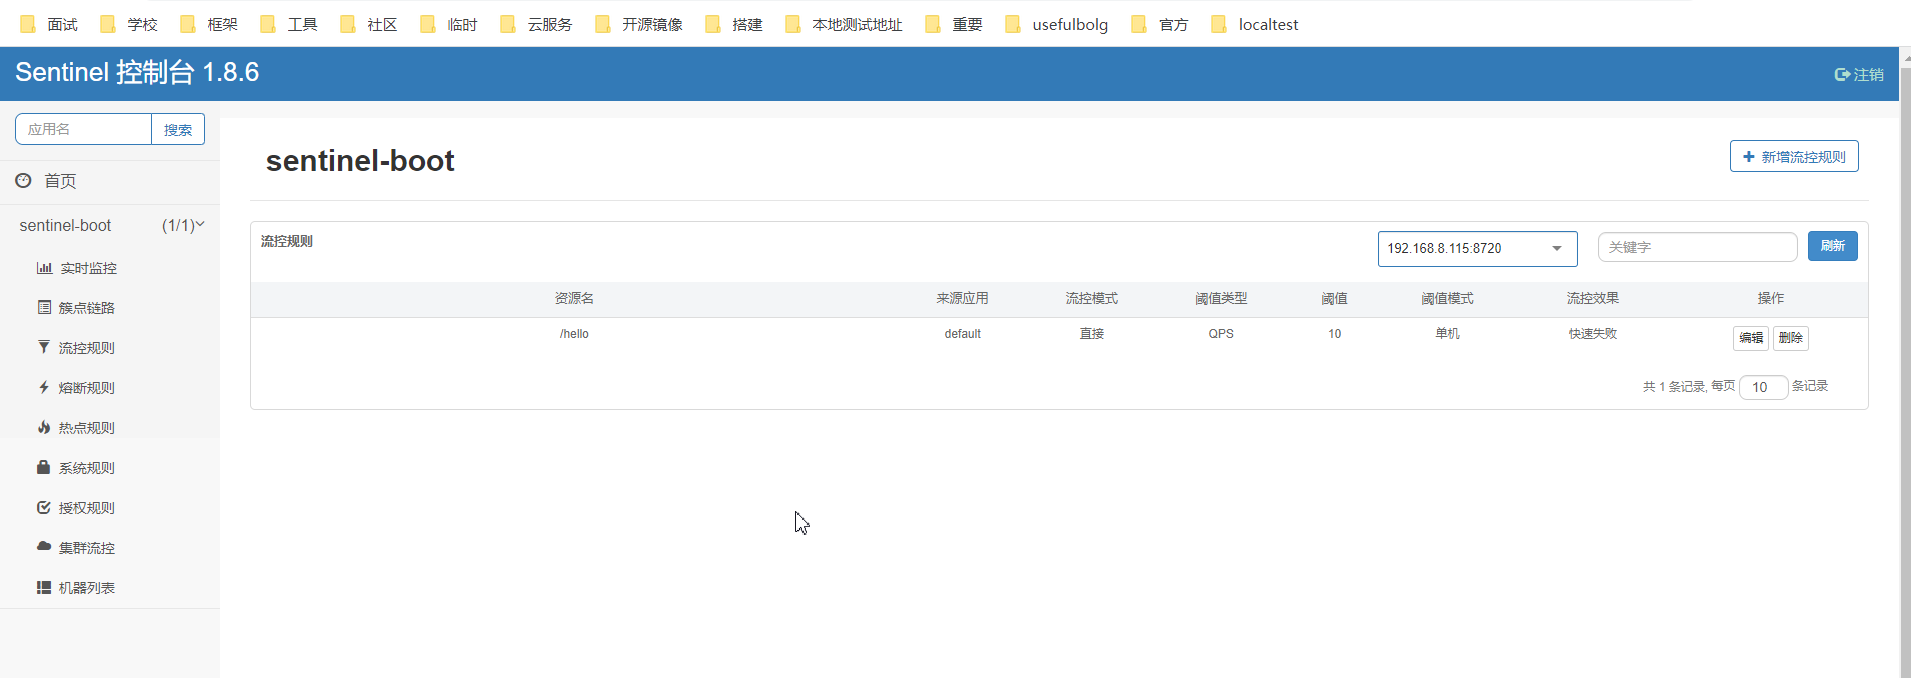 面试 学校 框架 工具 社区 临时 云服务 开源镜像 搭建 本地测试地址 重要 usefulbolg 官方 localtest
Sentinel 控制台 1.8.6 注销
应用名 搜索
首页
sentinel-boot (1/1)
实时监控
簇点链路
流控规则
熔断规则
热点规则
系统规则
授权规则
集群流控
机器列表
sentinel-boot 新增流控规则
流控规则 192.168.8.115:8720 关键字 刷新
资源名 来源应用 流控模式 阈值类型 阈值 阈值模式 流控效果 操作
/hello default 直接 QPS 10 单机 快速失败 编辑 删除
共 1 条记录, 每页 10 条记录